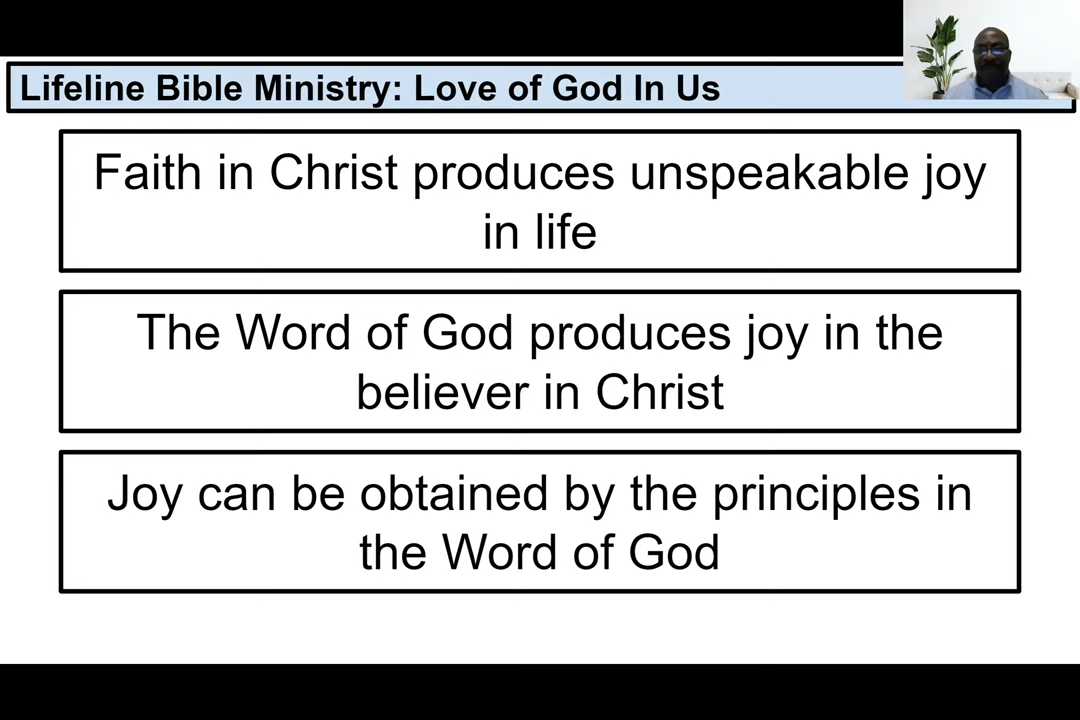 Lifeline Bible Ministry: Love of God In Us
Faith in Christ produces unspeakable joy
in life
The Word of God produces joy in the
believer in Christ
Joy can be obtained by the principles in
the Word of God